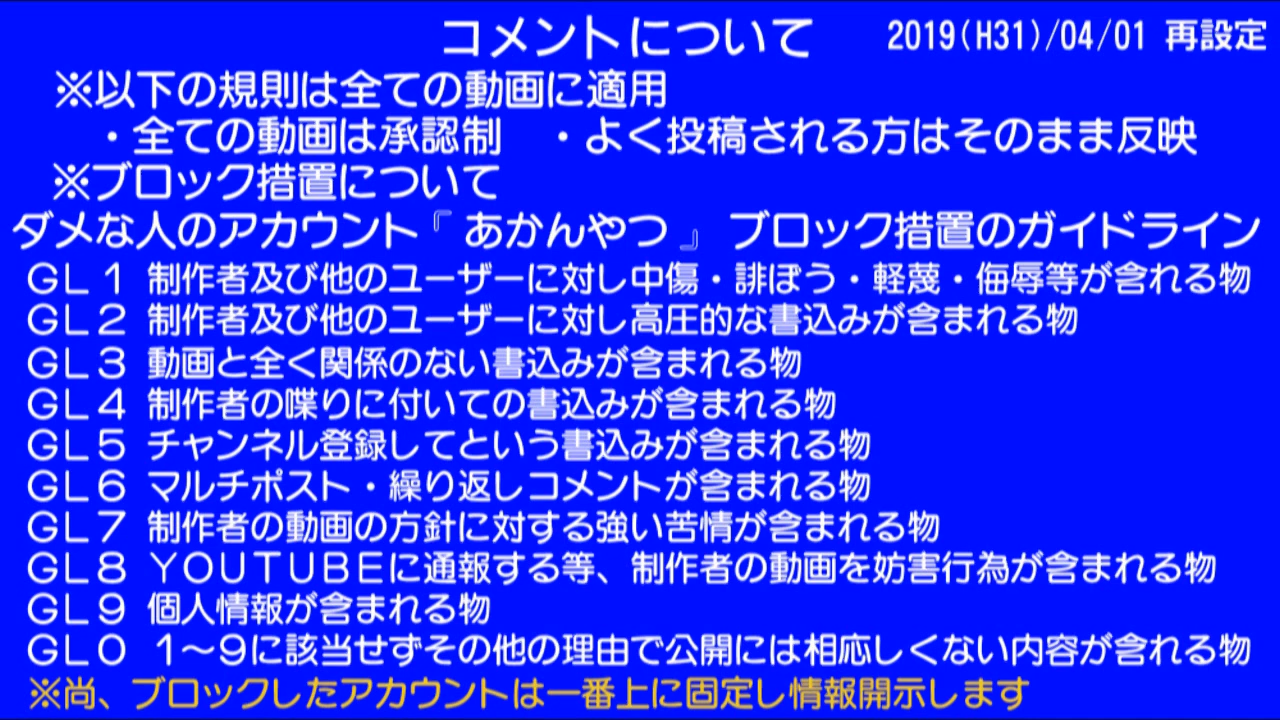 コメントについて 2019(H31)/04/01 再設定
※以下の規則は全ての動画に適用
・全ての動画は承認制 ・よく投稿される方はそのまま反映
※ブロック措置について
ダメな人のアカウント『あかんやつ』 ブロック措置のガイドライン
GL1 制作者及び他のユーザーに対し中傷・誹ぼう・軽蔑・侮辱等が含れる物
GL2 制作者及び他のユーザーに対し高圧的な書込みが含まれる物
GL3 動画と全く関係のない書込みが含まれる物
GL4 制作者の喋りに付いての書込みが含まれる物
GL5 チャンネル登録してという書込みが含まれる物
GL6 マルチポスト・繰り返しコメントが含まれる物
GL7 制作者の動画の方針に対する強い苦情が含まれる物
GL8 YOUTUBEに通報する等、制作者の動画を妨害行為が含まれる物
GL9 個人情報が含まれる物
GL0 1〜9に該当せずその他の理由で公開には相応しくない内容が含れる物
※尚、ブロックしたアカウントは一番上に固定し情報開示します